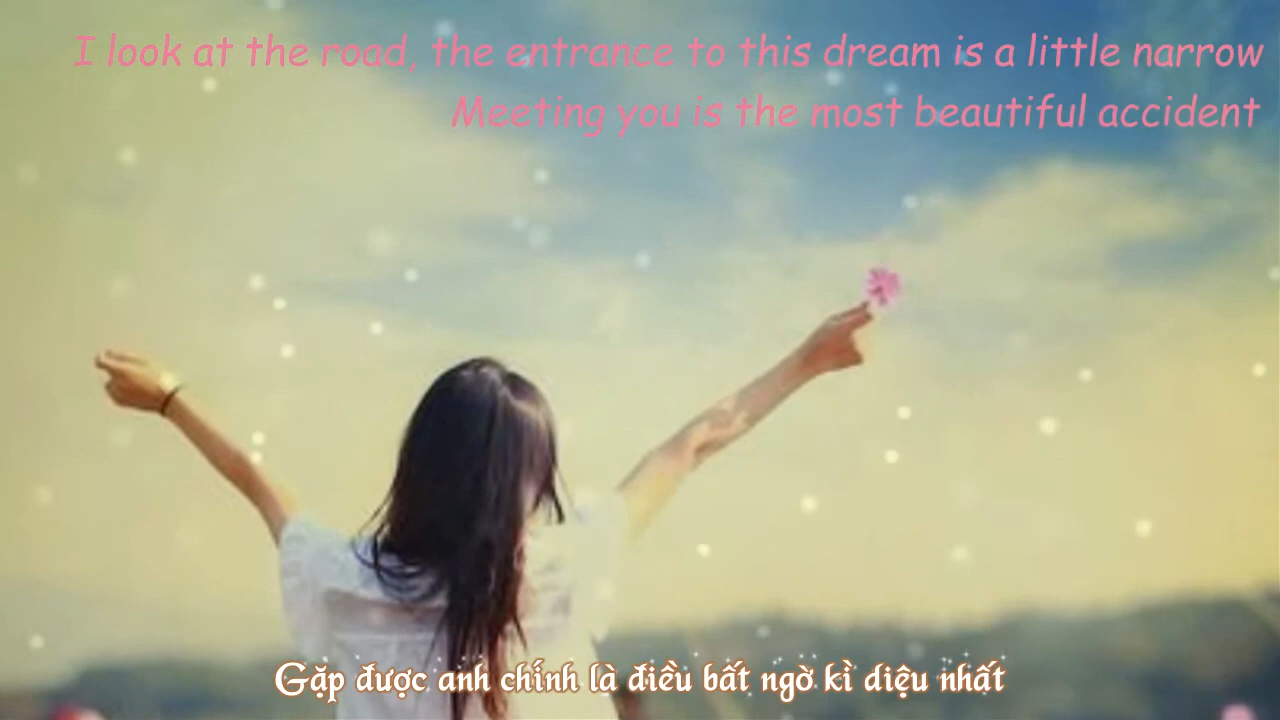 I look at the road, the entrance to this dream is a little narrow
Meeting you is the most beautiful accident
Gặp được anh chính là điều bất ngờ kì diệu nhất